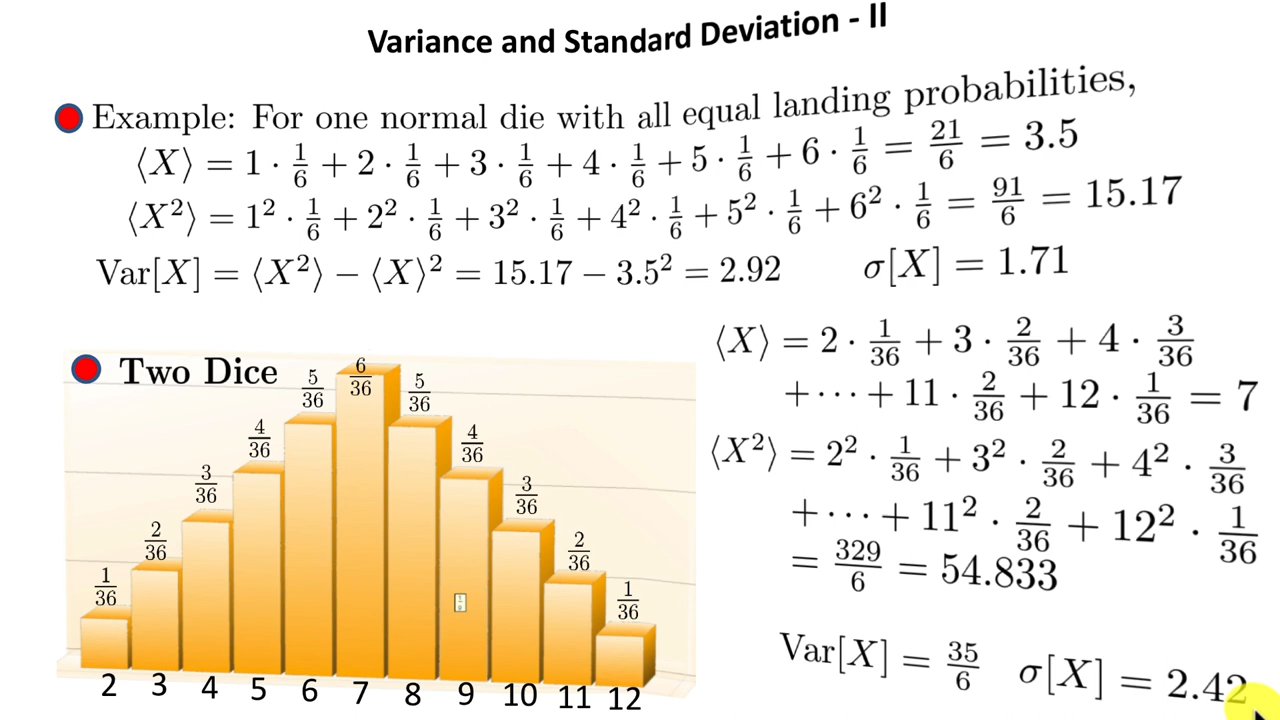 Variance and Standard Deviation - II
Example: For one normal die with all equal landing probabilities,
⟨X⟩ = 1 · 1/6 + 2 · 1/6 + 3 · 1/6 + 4 · 1/6 + 5 · 1/6 + 6 · 1/6 = 21/6 = 3.5
⟨X²⟩ = 1² · 1/6 + 2² · 1/6 + 3² · 1/6 + 4² · 1/6 + 5² · 1/6 + 6² · 1/6 = 91/6 = 15.17
Var[X] = ⟨X²⟩ − ⟨X⟩² = 15.17 − 3.5² = 2.92 σ[X] = 1.71
Two Dice
1/36 2/36 3/36 4/36 5/36 6/36 5/36 4/36 3/36 2/36 1/36
2 3 4 5 6 7 8 9 10 11 12
⟨X⟩ = 2 · 1/36 + 3 · 2/36 + 4 · 3/36
+ · · · + 11 · 2/36 + 12 · 1/36 = 7
⟨X²⟩ = 2² · 1/36 + 3² · 2/36 + 4² · 3/36
+ · · · + 11² · 2/36 + 12² · 1/36
= 329/6 = 54.833
Var[X] = 35/6 σ[X] = 2.42